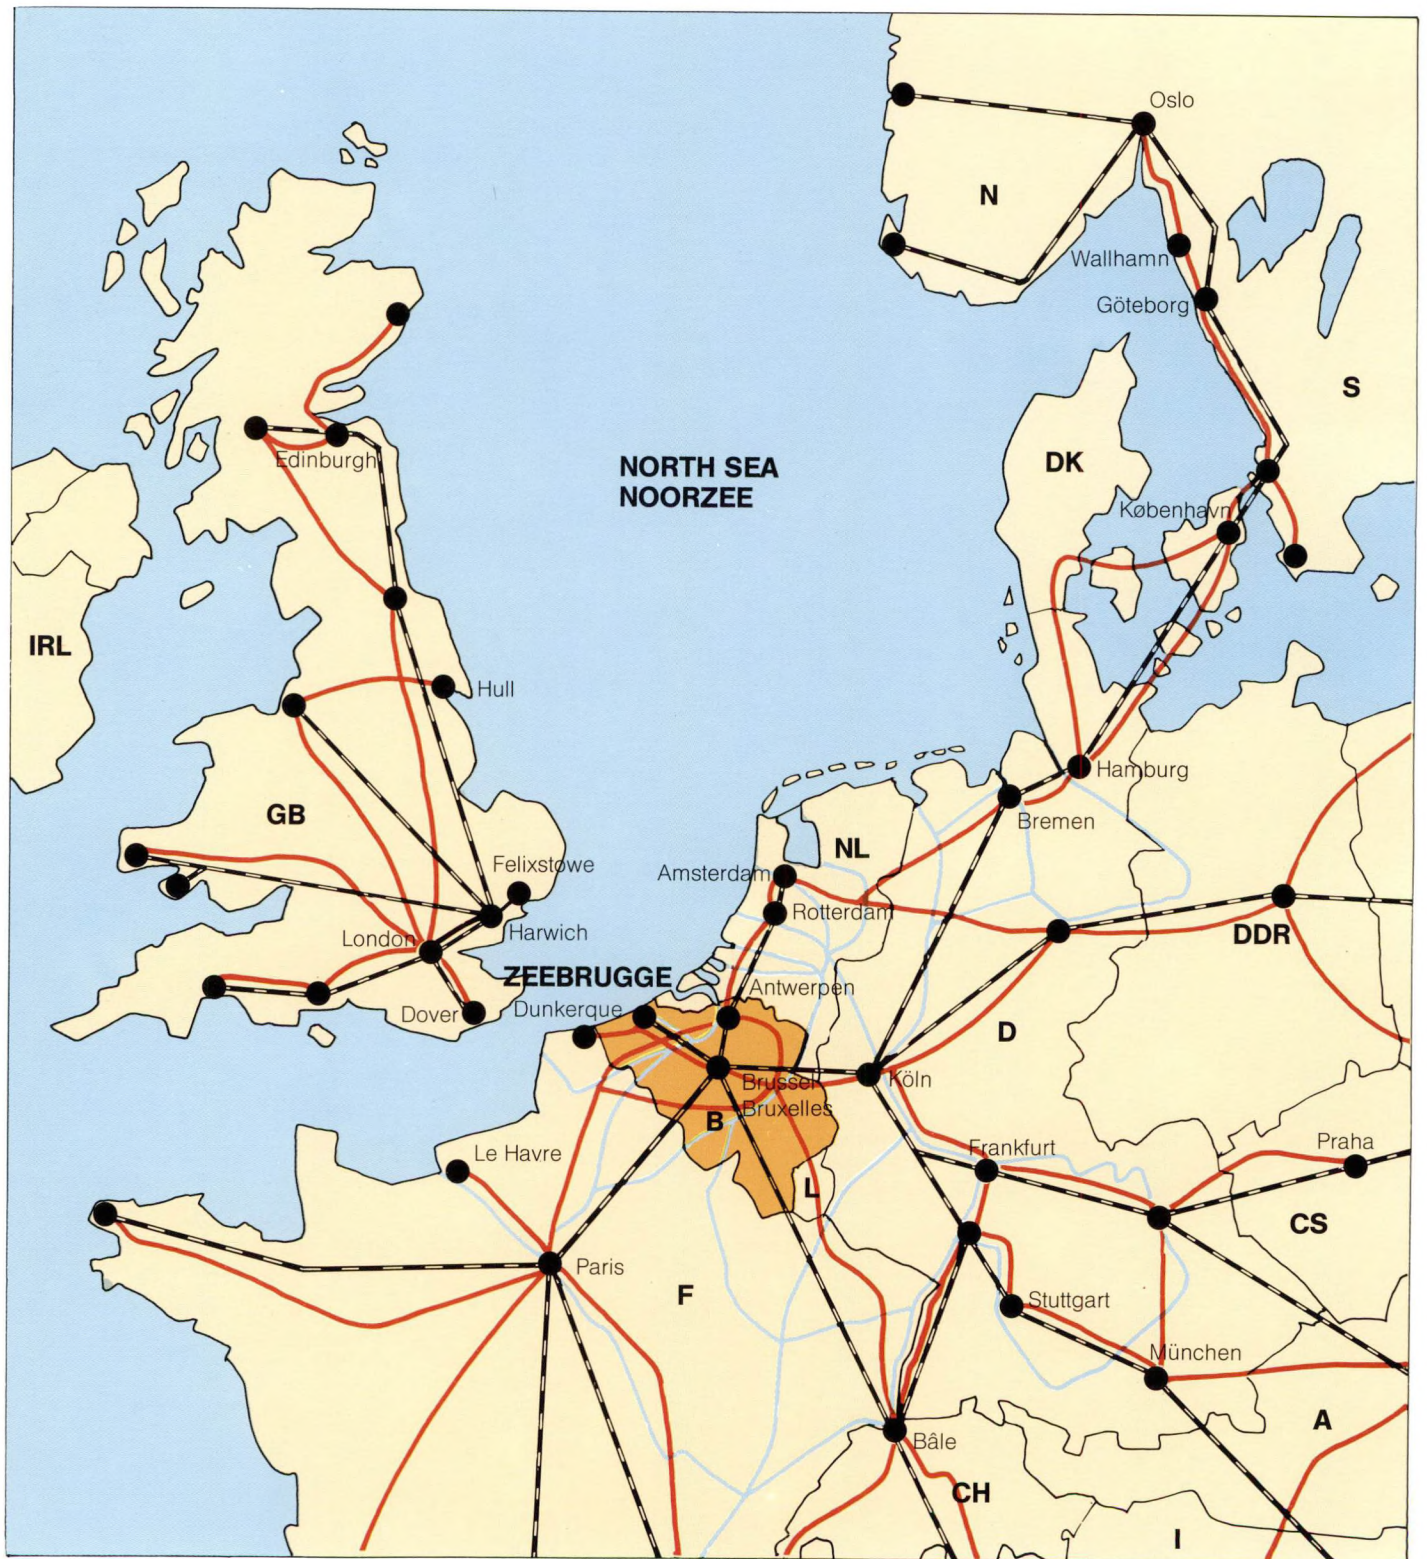 Oslo
N
Wallhamn
Göteborg
S
DK
København
Edinburgh
NORTH SEA
NOORZEE
IRL
Hull
Hamburg
Bremen
GB
NL
Felixstowe
Amsterdam
Rotterdam
Harwich
London
DDR
ZEEBRUGGE
Antwerpen
Dover
Dunkerque
D
Brussel
Bruxelles
Köln
B
Frankfurt
Praha
Le Havre
L
CS
Paris
F
Stuttgart
München
A
Bâle
CH
I